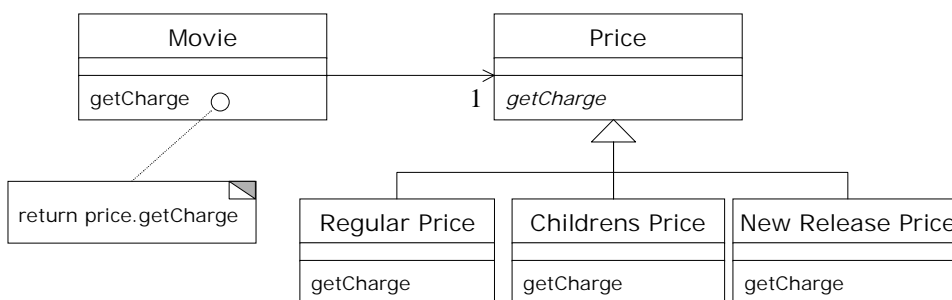 Movie
Price
getCharge
1
getCharge
return price.getCharge
Regular Price
Childrens Price
New Release Price
getCharge
getCharge
getCharge